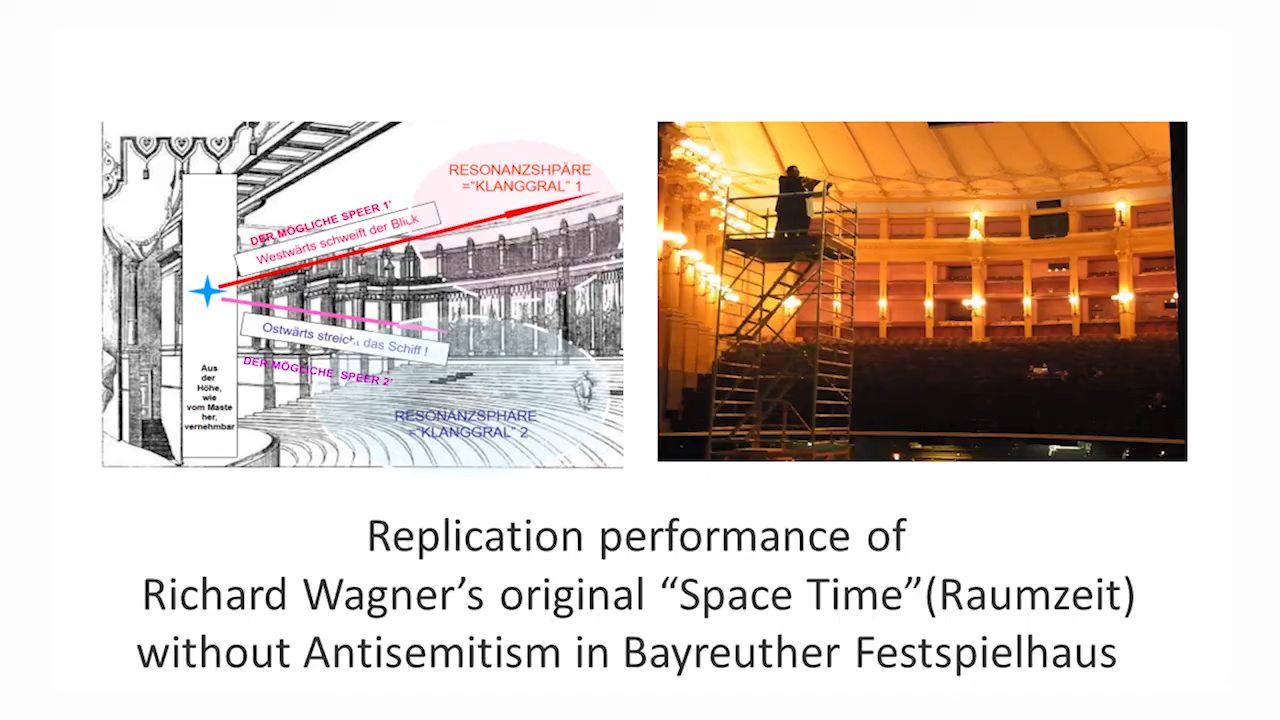 RESONANZSHPÄRE
="KLANGGRAL" 1
DER MÖGLICHE SPEER 1'
Westwärts schweift der Blick
Ostwärts streicht das Schiff !
DER MÖGLICHE SPEER 2'
Aus
der
Höhe,
wie
vom Maste
her,
vernehmbar
RESONANZSPHARE
="KLANGGRAL" 2
Replication performance of
Richard Wagner’s original “Space Time”(Raumzeit)
without Antisemitism in Bayreuther Festspielhaus